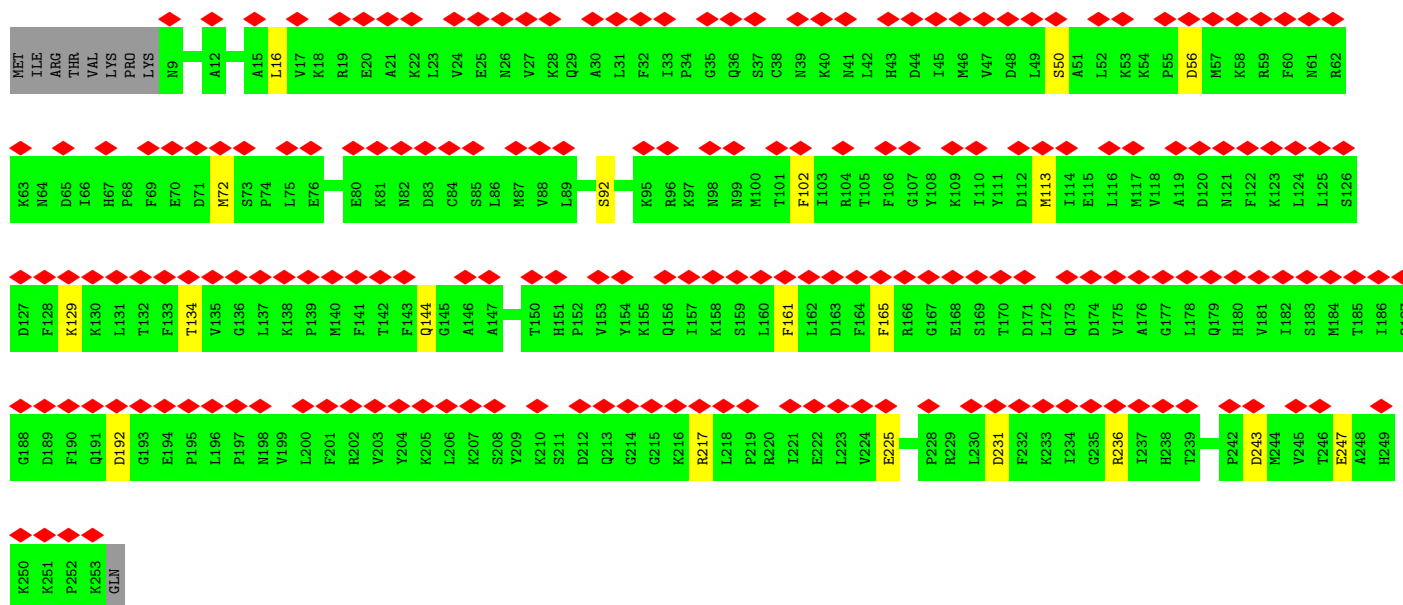 MET ILE ARG THR VAL LYS PRO LYS N9 A12 A15 L16 V17 K18 R19 E20 A21 K22 L23 V24 E25 N26 V27 K28 Q29 A30 L31 F32 I33 P34 G35 Q36 S37 C38 N39 K40 N41 L42 H43 D44 I45 M46 V47 D48 L49 S50 A51 L52 K53 K54 P55 D56 M57 K58 R59 F60 N61 R62
K63 N64 D65 I66 H67 P68 F69 E70 D71 M72 S73 P74 L75 E76 E80 K81 N82 D83 C84 S85 L86 M87 V88 L89 S92 K95 R96 K97 N98 N99 M100 T101 F102 I103 R104 T105 F106 G107 Y108 K109 I110 Y111 D112 M113 I114 E115 L116 M117 V118 A119 D120 N121 F122 K123 L124 L125 S126
D127 F128 K129 K130 L131 T132 F133 T134 V135 G136 L137 K138 P139 M140 F141 T142 F143 Q144 G145 A146 A147 T150 H151 P152 V153 Y154 K155 Q156 I157 K158 S159 L160 F161 L162 D163 F164 F165 R166 G167 E168 S169 T170 D171 L172 Q173 D174 V175 A176 G177 L178 Q179 H180 V181 I182 S183 M184 T185 I186
G188 D189 F190 Q191 D192 G193 E194 P195 L196 P197 N198 V199 L200 F201 R202 V203 Y204 K205 L206 K207 S208 Y209 K210 S211 D212 Q213 G214 G215 K216 R217 L218 P219 R220 I221 E222 L223 V224 E225 P228 R229 L230 D231 F232 K233 I234 G235 R236 I237 H238 T239 P242 D243 M244 V245 T246 E247 A248 H249
K250 K251 P252 K253 GLN